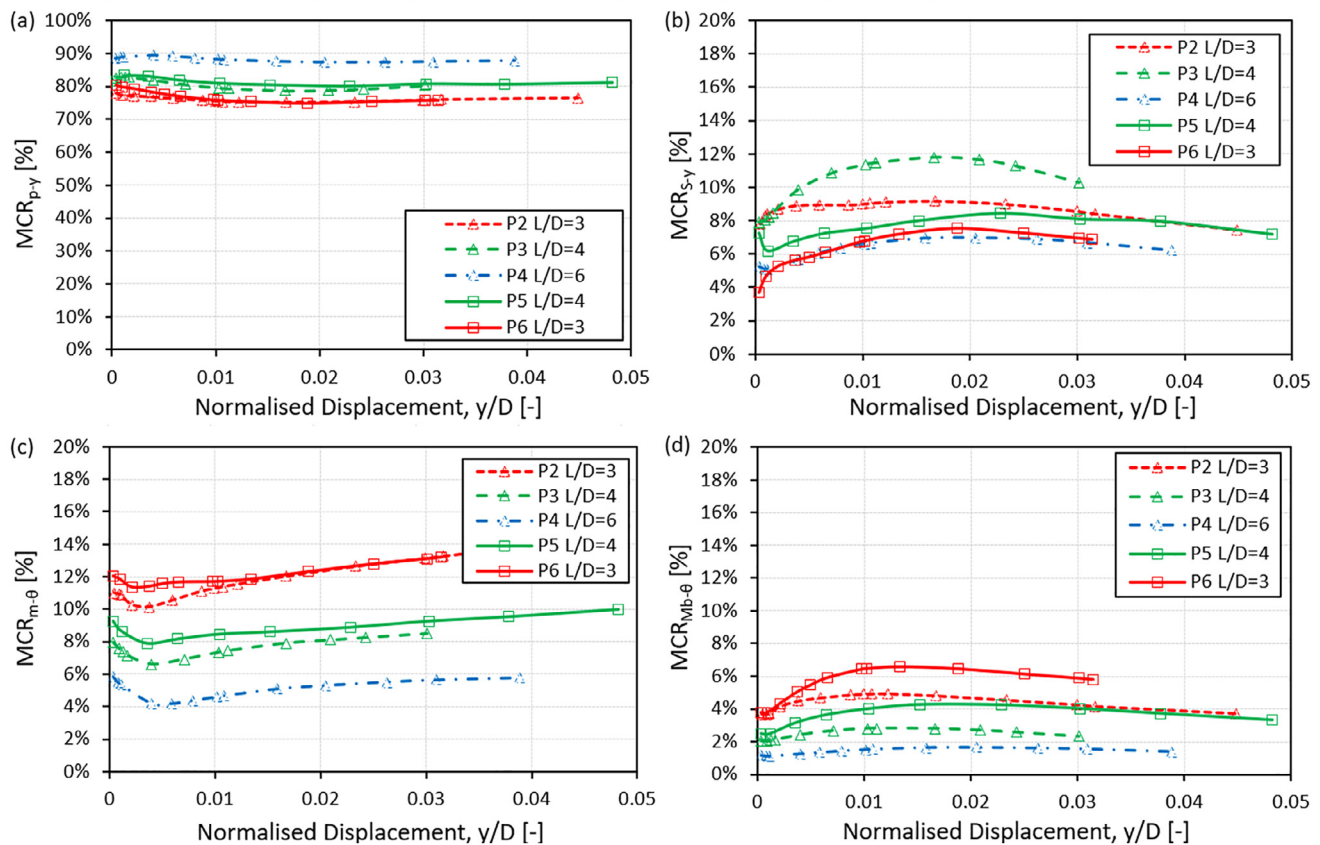 (a)
100%
90%
80%
70%
60%
50%
40%
30%
20%
10%
0%
MCRp-y [%]
P2 L/D=3
P3 L/D=4
P4 L/D=6
P5 L/D=4
P6 L/D=3
0 0.01 0.02 0.03 0.04 0.05
Normalised Displacement, y/D [-]
(b)
20%
18%
16%
14%
12%
10%
8%
6%
4%
2%
0%
MCRS-y [%]
P2 L/D=3
P3 L/D=4
P4 L/D=6
P5 L/D=4
P6 L/D=3
0 0.01 0.02 0.03 0.04 0.05
Normalised Displacement, y/D [-]
(c)
20%
18%
16%
14%
12%
10%
8%
6%
4%
2%
0%
MCRm-θ [%]
P2 L/D=3
P3 L/D=4
P4 L/D=6
P5 L/D=4
P6 L/D=3
0 0.01 0.02 0.03 0.04 0.05
Normalised Displacement, y/D [-]
(d)
20%
18%
16%
14%
12%
10%
8%
6%
4%
2%
0%
MCRMb-θ [%]
P2 L/D=3
P3 L/D=4
P4 L/D=6
P5 L/D=4
P6 L/D=3
0 0.01 0.02 0.03 0.04 0.05
Normalised Displacement, y/D [-]